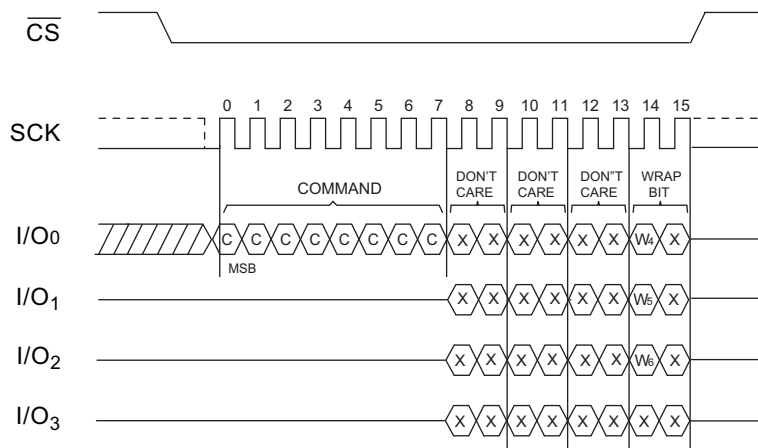 CS
0 1 2 3 4 5 6 7 8 9 10 11 12 13 14 15
SCK
COMMAND
DON'T CARE
DON'T CARE
DON"T CARE
WRAP BIT
I/O0 C C C C C C C C X X X X X X W4 X
MSB
I/O1 X X X X X X W5 X
I/O2 X X X X X X W6 X
I/O3 X X X X X X X X